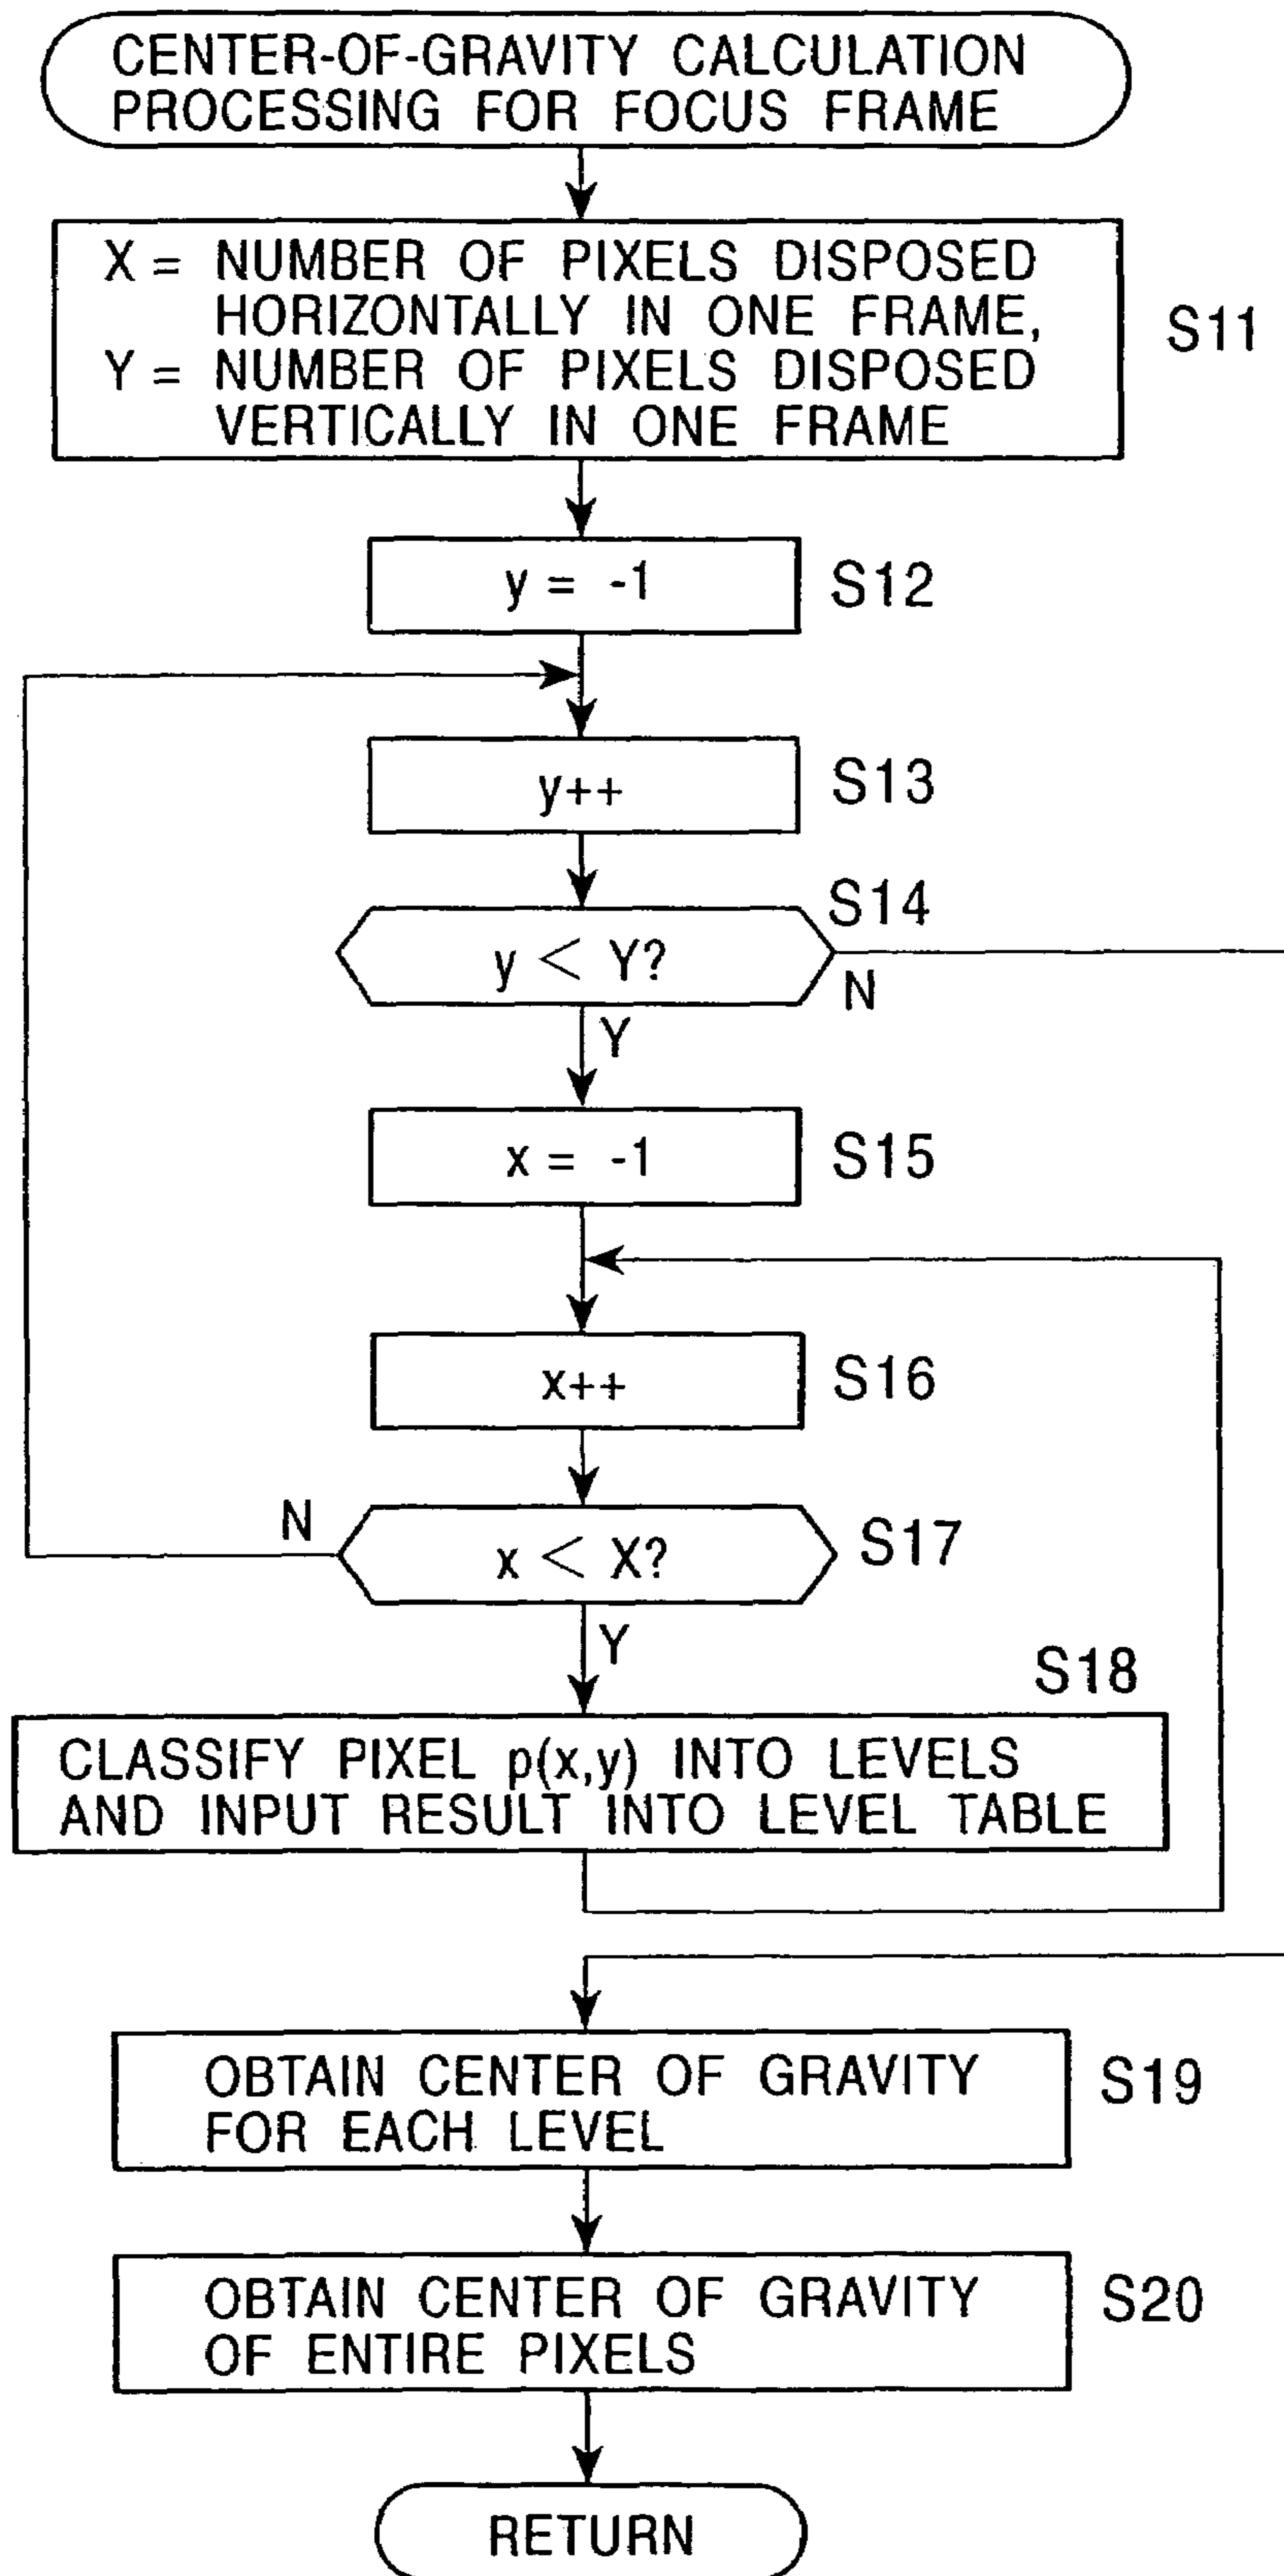 CENTER-OF-GRAVITY CALCULATION
PROCESSING FOR FOCUS FRAME
X = NUMBER OF PIXELS DISPOSED
HORIZONTALLY IN ONE FRAME,
Y = NUMBER OF PIXELS DISPOSED
VERTICALLY IN ONE FRAME
S11
y = -1
S12
y++
S13
S14
y < Y?
N
Y
x = -1
S15
x++
S16
N
x < X?
S17
Y
S18
CLASSIFY PIXEL p(x,y) INTO LEVELS
AND INPUT RESULT INTO LEVEL TABLE
OBTAIN CENTER OF GRAVITY
FOR EACH LEVEL
S19
OBTAIN CENTER OF GRAVITY
OF ENTIRE PIXELS
S20
RETURN